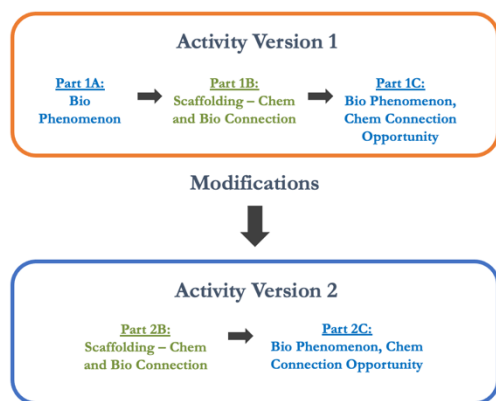 Activity Version 1
Part 1A:
Bio
Phenomenon
Part 1B:
Scaffolding – Chem
and Bio Connection
Part 1C:
Bio Phenomenon,
Chem Connection
Opportunity
Modifications
Activity Version 2
Part 2B:
Scaffolding – Chem
and Bio Connection
Part 2C:
Bio Phenomenon, Chem
Connection Opportunity